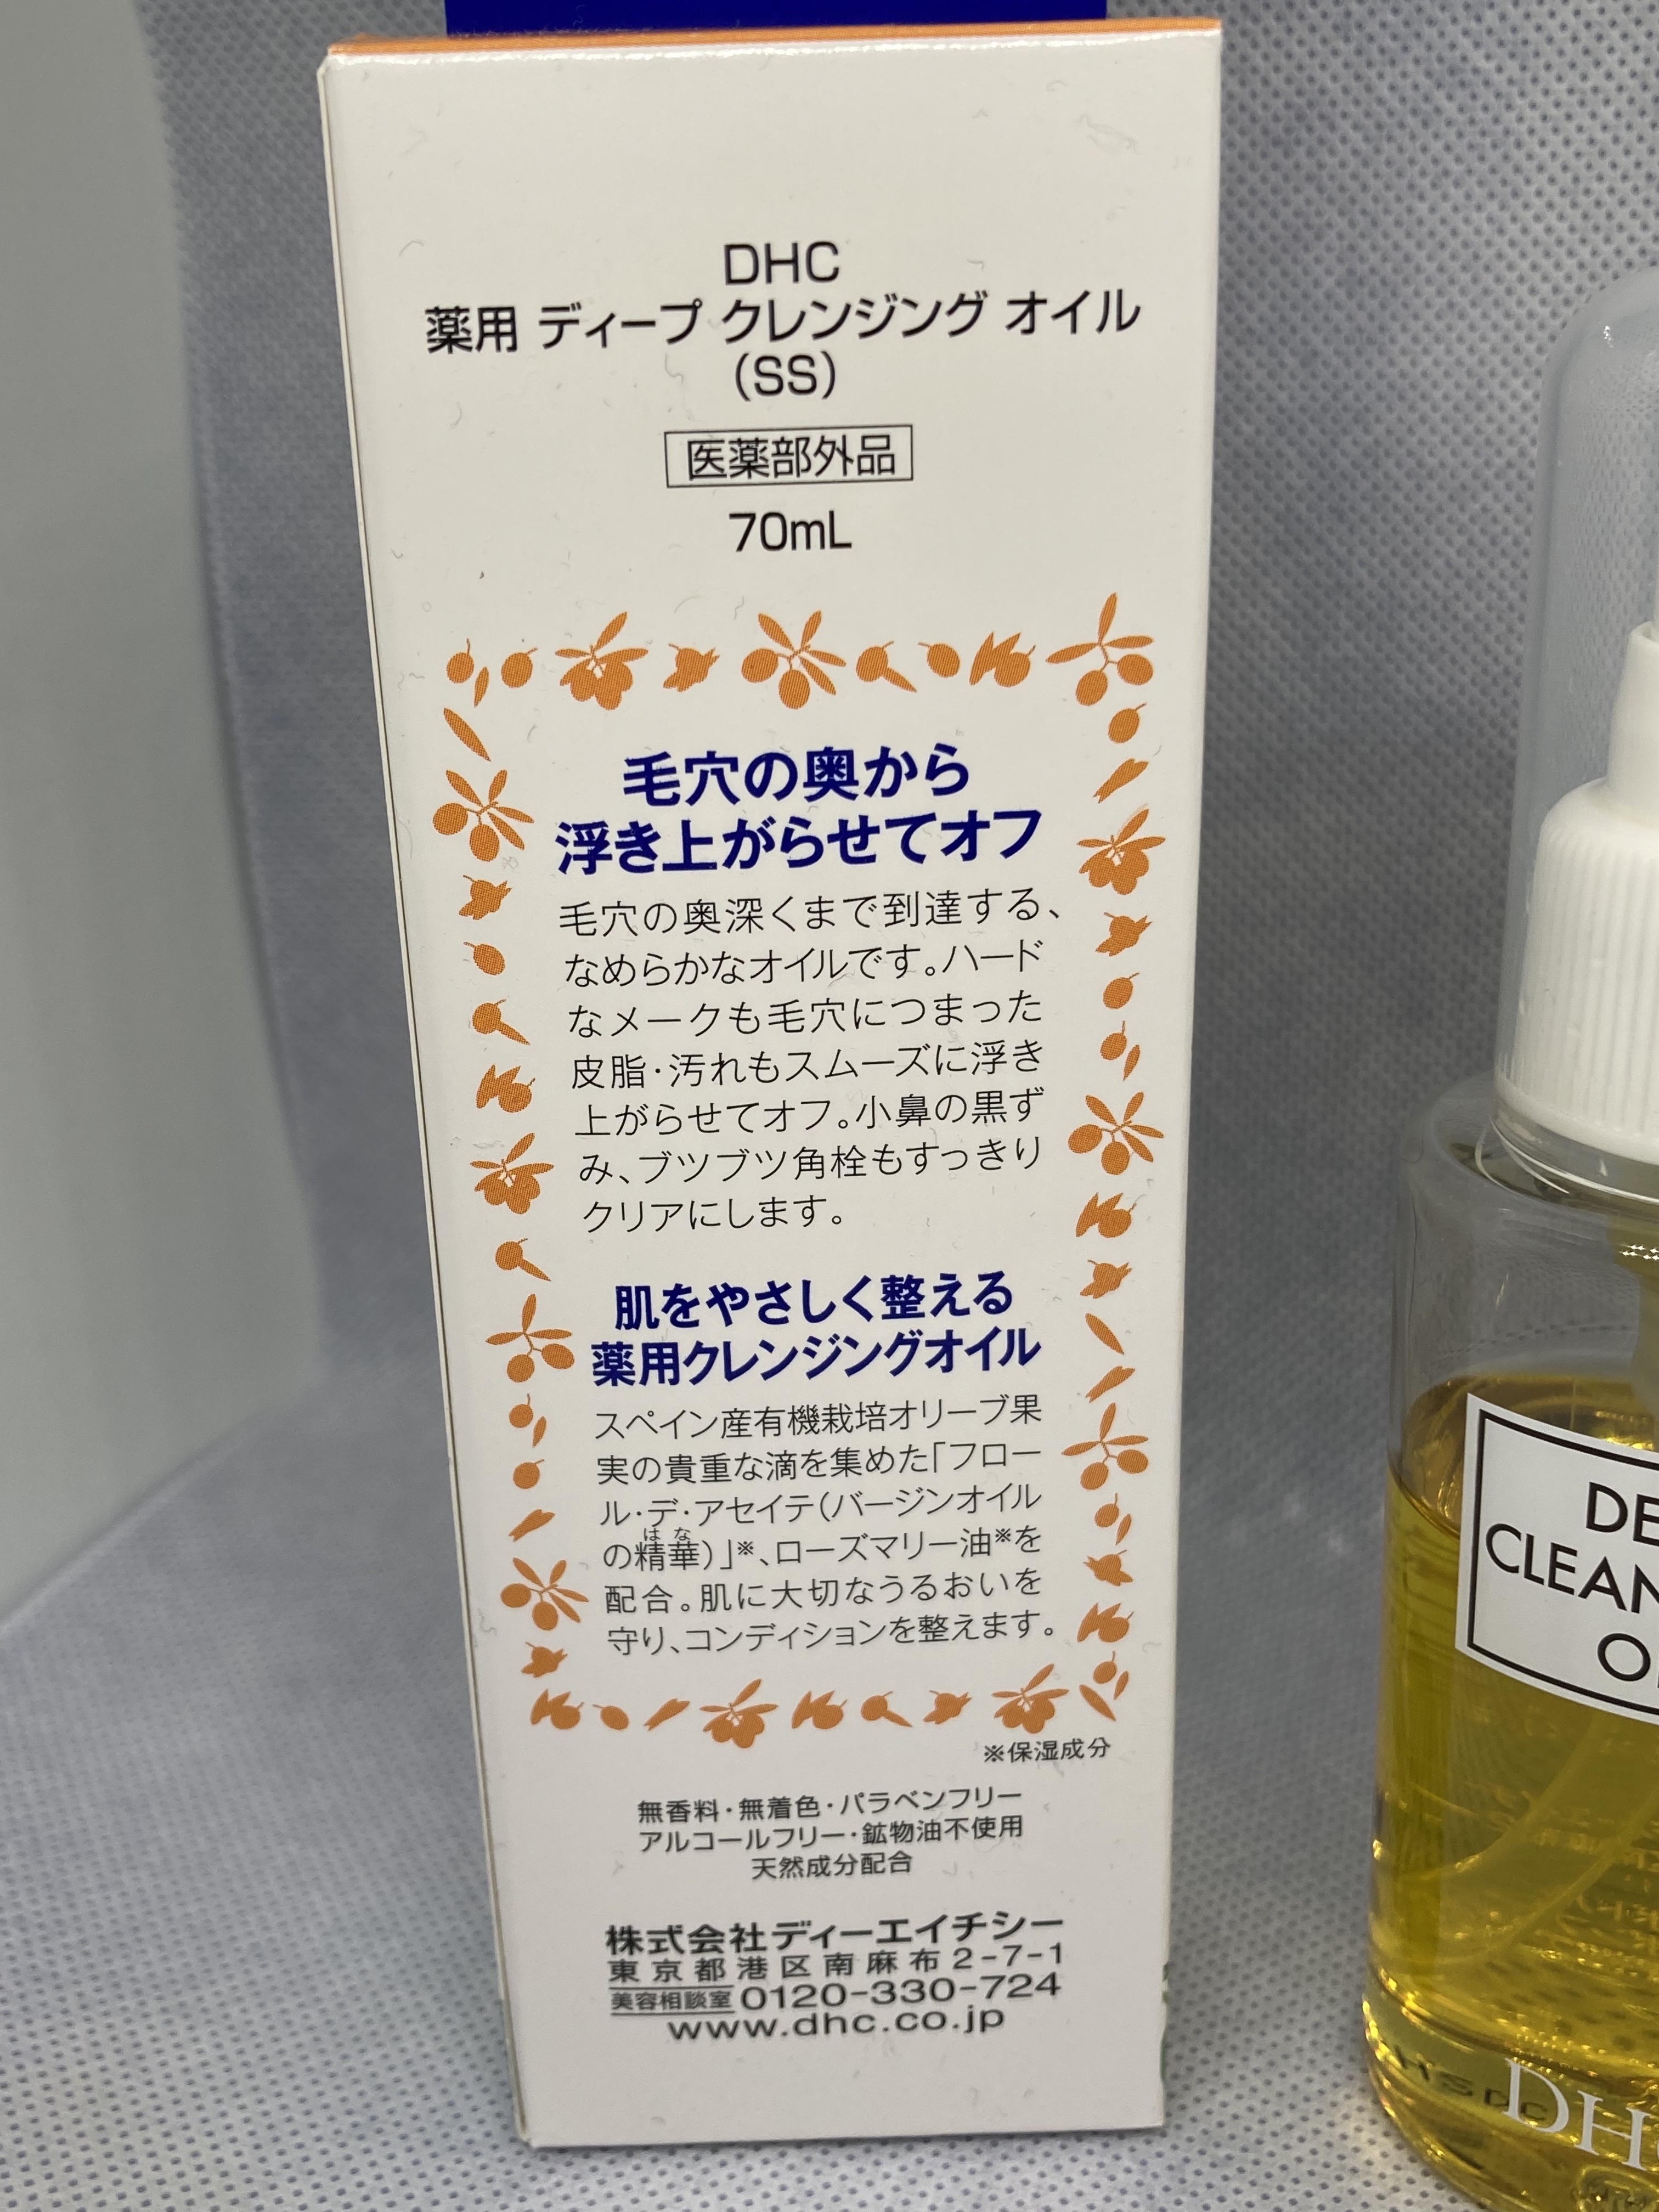 DHC
薬用 ディープ クレンジング オイル
(SS)
医薬部外品
70mL
毛穴の奥から
浮き上がらせてオフ
毛穴の奥深くまで到達する、
なめらかなオイルです。ハード
なメークも毛穴につまった
皮脂・汚れもスムーズに浮き
上がらせてオフ。小鼻の黒ず
み、ブツブツ角栓もすっきり
クリアにします。
肌をやさしく整える
薬用クレンジングオイル
スペイン産有機栽培オリーブ果
実の貴重な滴を集めた「フロー
ル・デ・アセイテ(バージンオイル
はな
の精華)」※、ローズマリー油※を
配合。肌に大切なうるおいを
守り、コンディションを整えます。
※保湿成分
無香料・無着色・パラベンフリー
アルコールフリー・鉱物油不使用
天然成分配合
株式会社ディーエイチシー
東京都港区南麻布2-7-1
美容相談室 0120-330-724
www.dhc.co.jp
DE
CLEAN
O
DHC